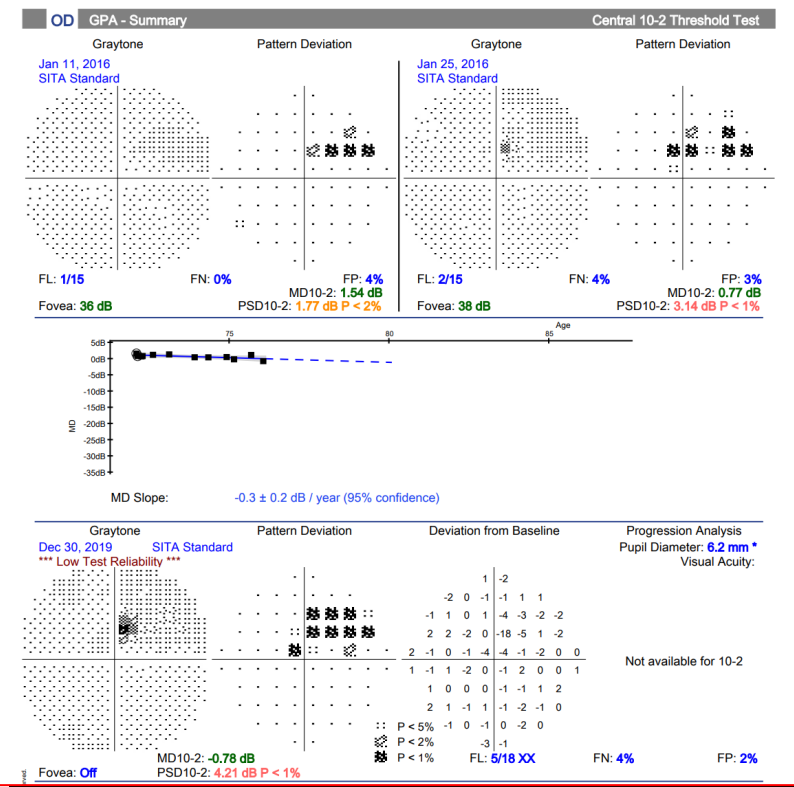 OD GPA - Summary Central 10-2 Threshold Test
Graytone Pattern Deviation Graytone Pattern Deviation
Jan 11, 2016 Jan 25, 2016
SITA Standard SITA Standard
FL: 1/15 FN: 0% FP: 4% FL: 2/15 FN: 4% FP: 3%
MD10-2: 1.54 dB MD10-2: 0.77 dB
Fovea: 36 dB PSD10-2: 1.77 dB P < 2% Fovea: 38 dB PSD10-2: 3.14 dB P < 1%
Age
75 80 85
5dB
0dB
-5dB
-10dB
-15dB
MD
-20dB
-25dB
-30dB
-35dB
MD Slope: -0.3 ± 0.2 dB / year (95% confidence)
Graytone Pattern Deviation Deviation from Baseline Progression Analysis
Dec 30, 2019 SITA Standard Pupil Diameter: 6.2 mm *
*** Low Test Reliability *** Visual Acuity:
1 -2
-2 0 -1 -1 1 1
-1 1 0 1 -4 -3 -2 -2
2 2 -2 0 -18 -5 1 -2
2 -1 0 -1 -4 -4 -1 -2 0 0
Not available for 10-2
1 -1 1 -2 0 -1 2 0 0 1
1 0 0 0 -1 -1 1 2
2 1 -1 1 -1 -2 -1 0
P < 5% -1 0 -1 0 -2 0
P < 2% -3 -1
MD10-2: -0.78 dB P < 1% FL: 5/18 XX FN: 4% FP: 2%
Fovea: Off PSD10-2: 4.21 dB P < 1%